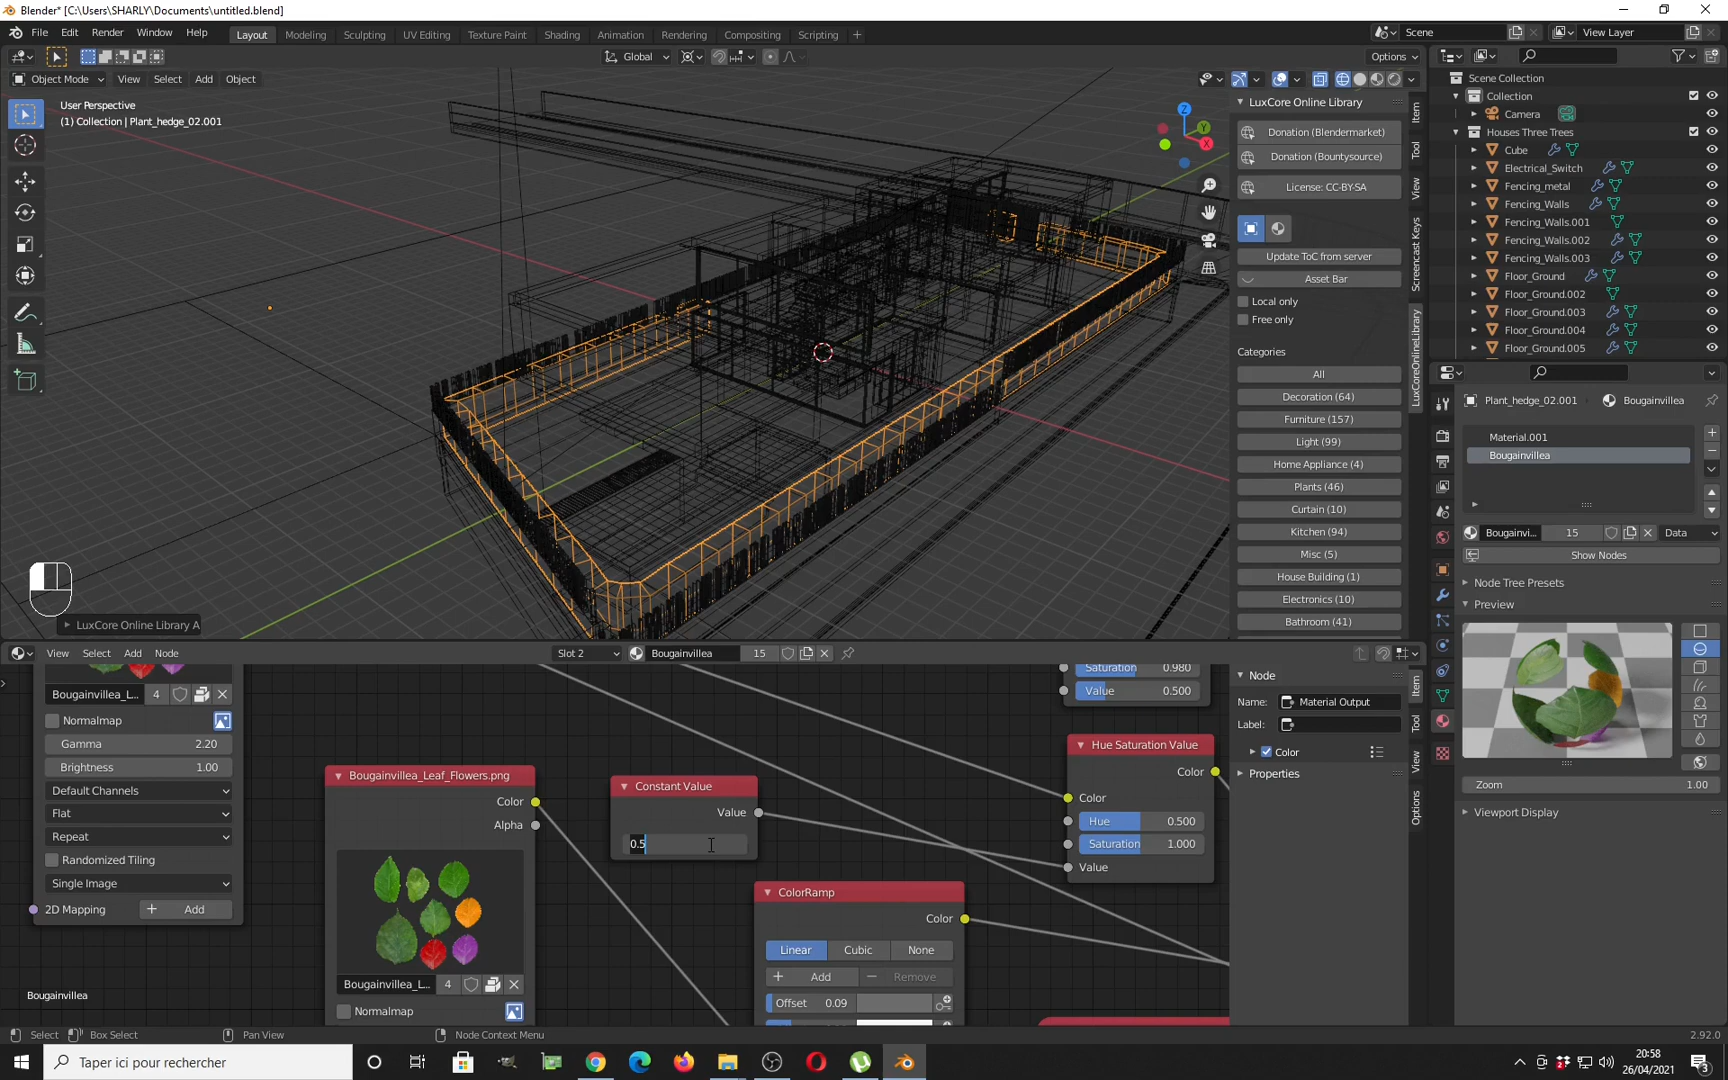 Blender* [C:\Users\SHARLY\Documents\untitled.blend]
File Edit Render Window Help
Layout Modeling Sculpting UV Editing Texture Paint Shading Animation Rendering Compositing Scripting +
Scene
View Layer
Global
Options
Object Mode View Select Add Object
User Perspective
(1) Collection | Plant_hedge_02.001
Z
Y
X
LuxCore Online Library A
LuxCore Online Library
Donation (Blendermarket)
Donation (Bountysource)
License: CC-BY-SA
Update ToC from server
Asset Bar
Local only
Free only
Categories
All
Decoration (64)
Furniture (157)
Light (99)
Home Appliance (4)
Plants (46)
Curtain (10)
Kitchen (94)
Misc (5)
House Building (1)
Electronics (10)
Bathroom (41)
Item
Tool
View
Screencast Keys
LuxCoreOnlineLibrary
Scene Collection
Collection
Camera
Houses Three Trees
Cube
Electrical_Switch
Fencing_metal
Fencing_Walls
Fencing_Walls.001
Fencing_Walls.002
Fencing_Walls.003
Floor_Ground
Floor_Ground.002
Floor_Ground.003
Floor_Ground.004
Floor_Ground.005
Plant_hedge_02.001 Bougainvillea
Material.001
Bougainvillea
Bougainvi... 15 Data
Show Nodes
Node Tree Presets
Preview
Zoom 1.00
Viewport Display
View Select Add Node
Slot 2
Bougainvillea 15
Bougainvillea_L... 4
Normalmap
Gamma 2.20
Brightness 1.00
Default Channels
Flat
Repeat
Randomized Tiling
Single Image
2D Mapping + Add
Bougainvillea_Leaf_Flowers.png
Color
Alpha
Bougainvillea_L... 4
Normalmap
Constant Value
Value
0.5
ColorRamp
Color
Linear Cubic None
+ Add − Remove
Offset 0.09
Saturation 0.980
Value 0.500
Hue Saturation Value
Color
Color
Hue 0.500
Saturation 1.000
Value
Node
Name: Material Output
Label:
Color
Properties
Item
Tool
View
Options
Bougainvillea
Select Box Select Pan View Node Context Menu
2.92.0
Taper ici pour rechercher
20:58
26/04/2021
3